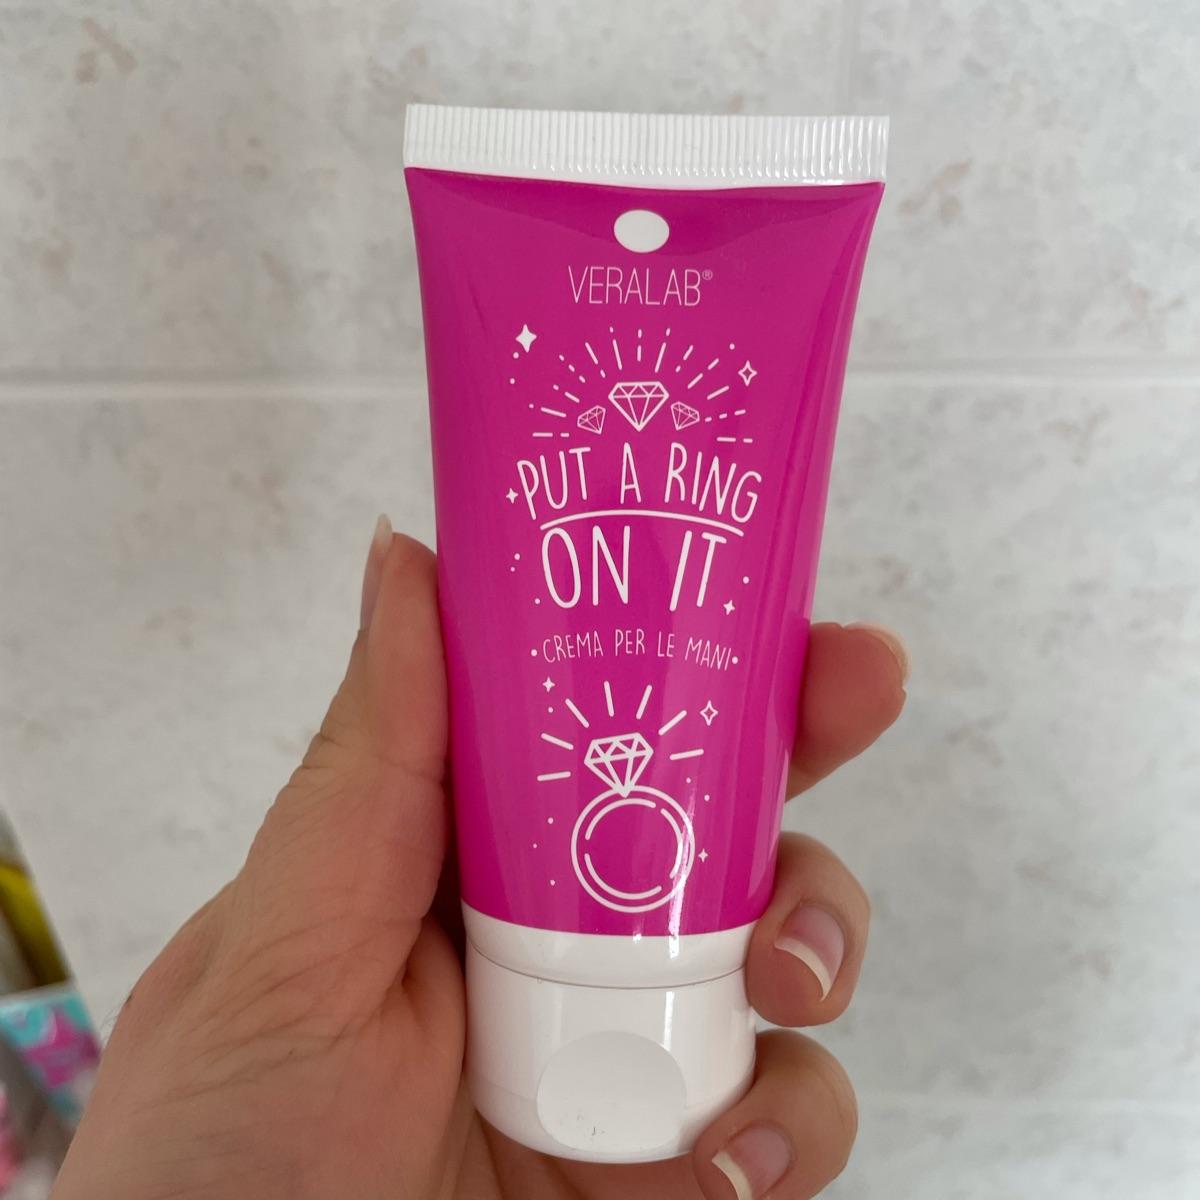 VERALAB®
PUT A RING
ON IT
•CREMA PER LE MANI•